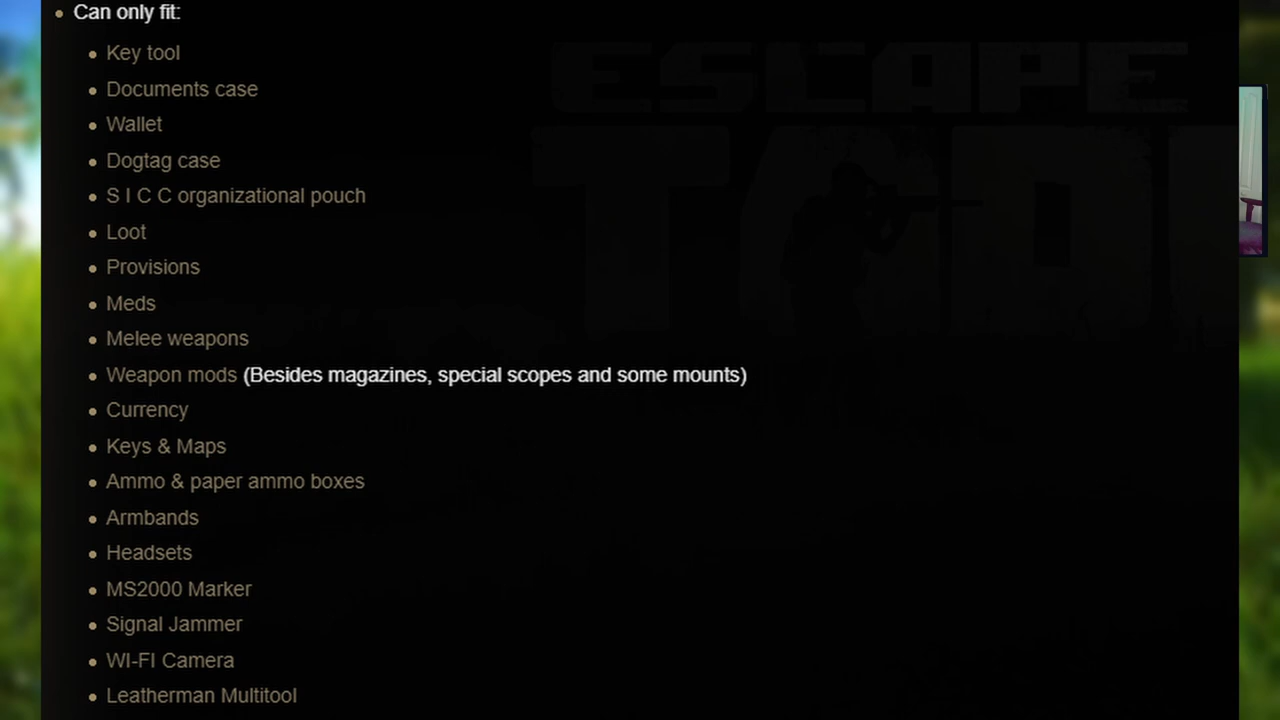 Can only fit:
Key tool
Documents case
Wallet
Dogtag case
S I C C organizational pouch
Loot
Provisions
Meds
Melee weapons
Weapon mods (Besides magazines, special scopes and some mounts)
Currency
Keys & Maps
Ammo & paper ammo boxes
Armbands
Headsets
MS2000 Marker
Signal Jammer
WI-FI Camera
Leatherman Multitool
ESCAPE